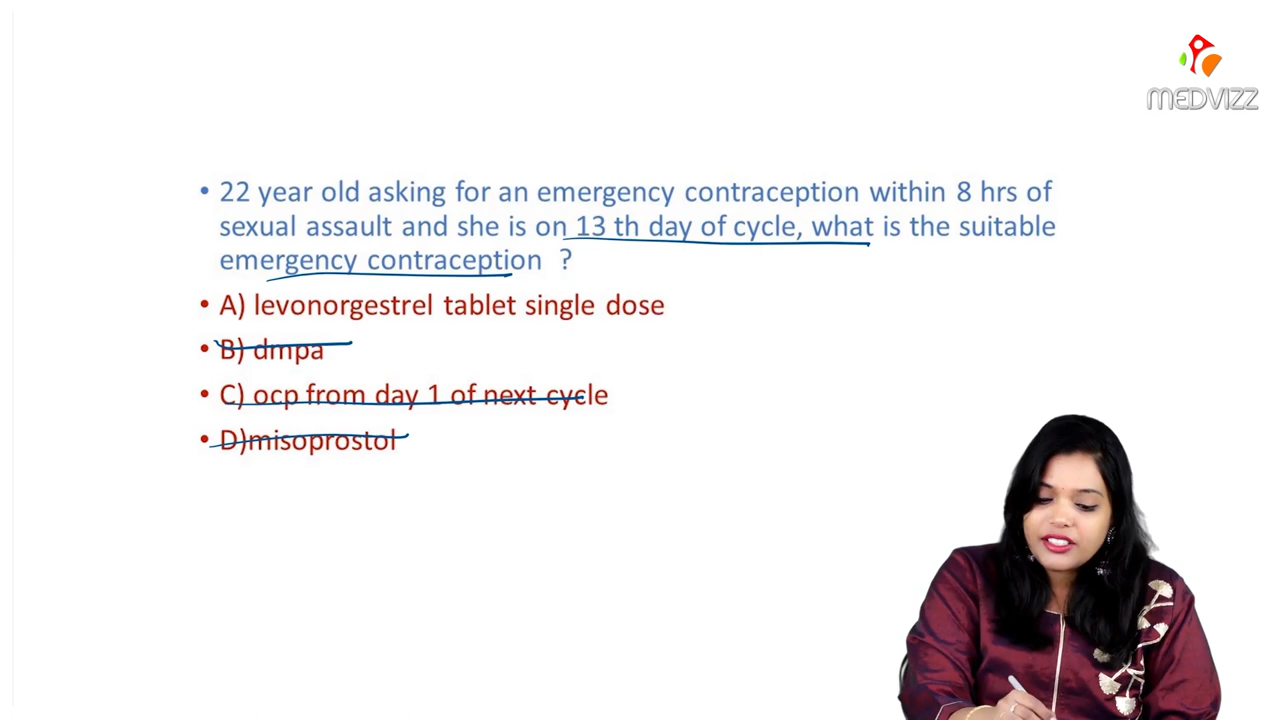 MEDVIZZ
• 22 year old asking for an emergency contraception within 8 hrs of
sexual assault and she is on 13 th day of cycle, what is the suitable
emergency contraception ?
• A) levonorgestrel tablet single dose
• B) dmpa
• C) ocp from day 1 of next cycle
• D)misoprostol